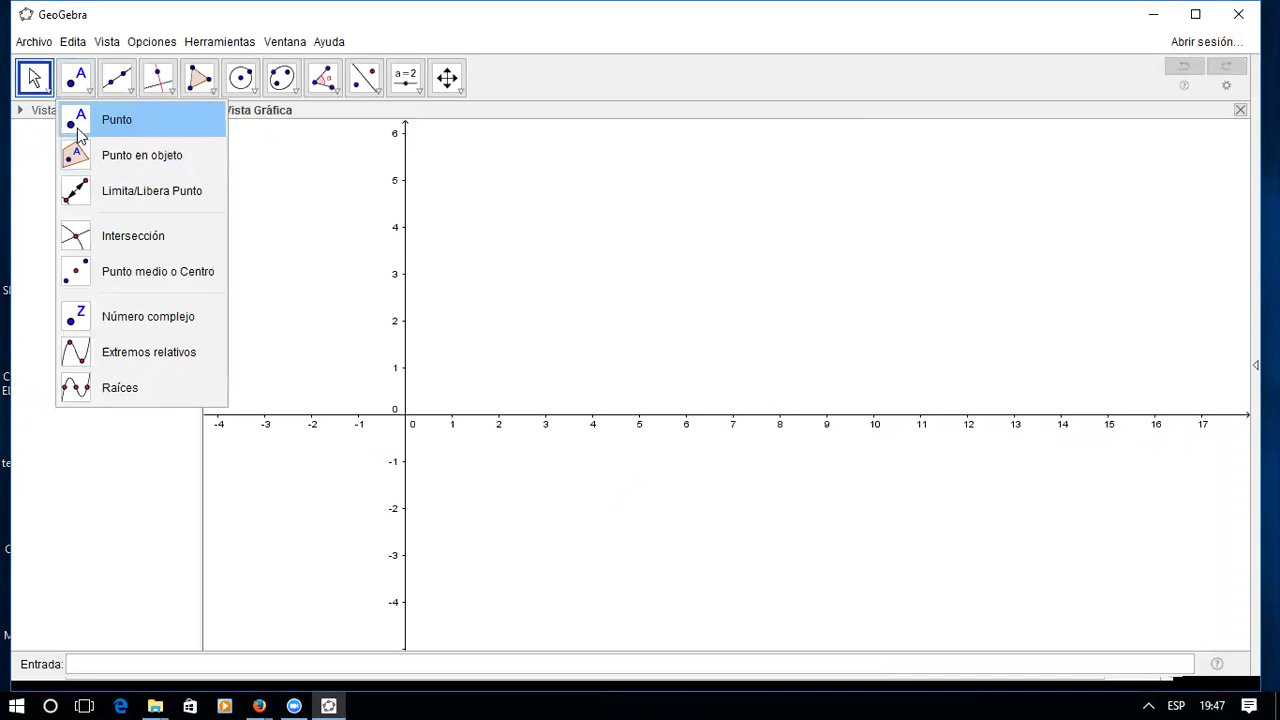 GeoGebra
Archivo Edita Vista Opciones Herramientas Ventana Ayuda
Abrir sesión...
A
α
a=2
Vista
Vista Gráfica
A Punto
A Punto en objeto
Limita/Libera Punto
Intersección
Punto medio o Centro
Z Número complejo
Extremos relativos
Raíces
6
5
4
3
2
1
0
-4 -3 -2 -1 0 1 2 3 4 5 6 7 8 9 10 11 12 13 14 15 16 17
-1
-2
-3
-4
Entrada:
ESP 19:47